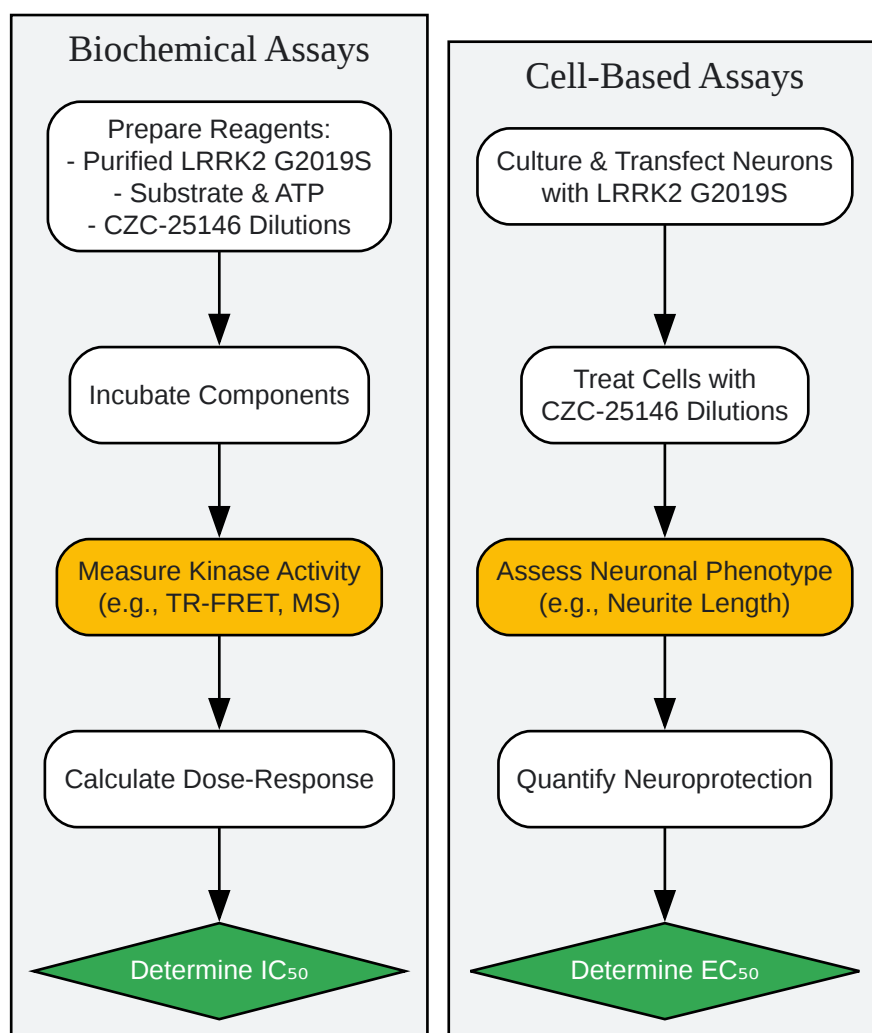 Biochemical Assays
Prepare Reagents:
- Purified LRRK2 G2019S
- Substrate & ATP
- CZC-25146 Dilutions
Incubate Components
Measure Kinase Activity
(e.g., TR-FRET, MS)
Calculate Dose-Response
Determine IC₅₀
Cell-Based Assays
Culture & Transfect Neurons
with LRRK2 G2019S
Treat Cells with
CZC-25146 Dilutions
Assess Neuronal Phenotype
(e.g., Neurite Length)
Quantify Neuroprotection
Determine EC₅₀